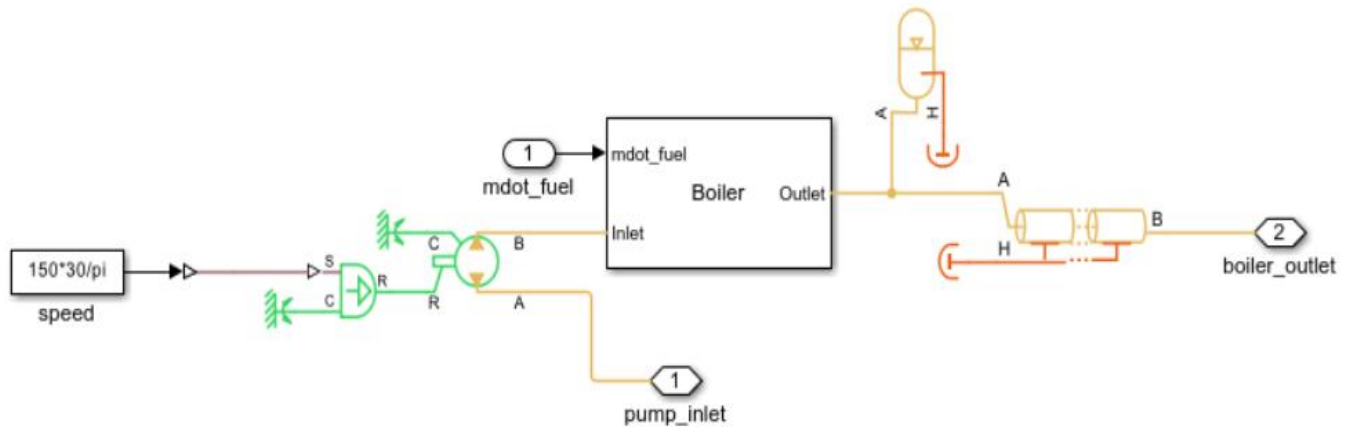 A
H
1
mdot_fuel
mdot_fuel
Boiler
Outlet
Inlet
A
B
H
2
boiler_outlet
C
B
150*30/pi
speed
S
R
C
R
A
1
pump_inlet